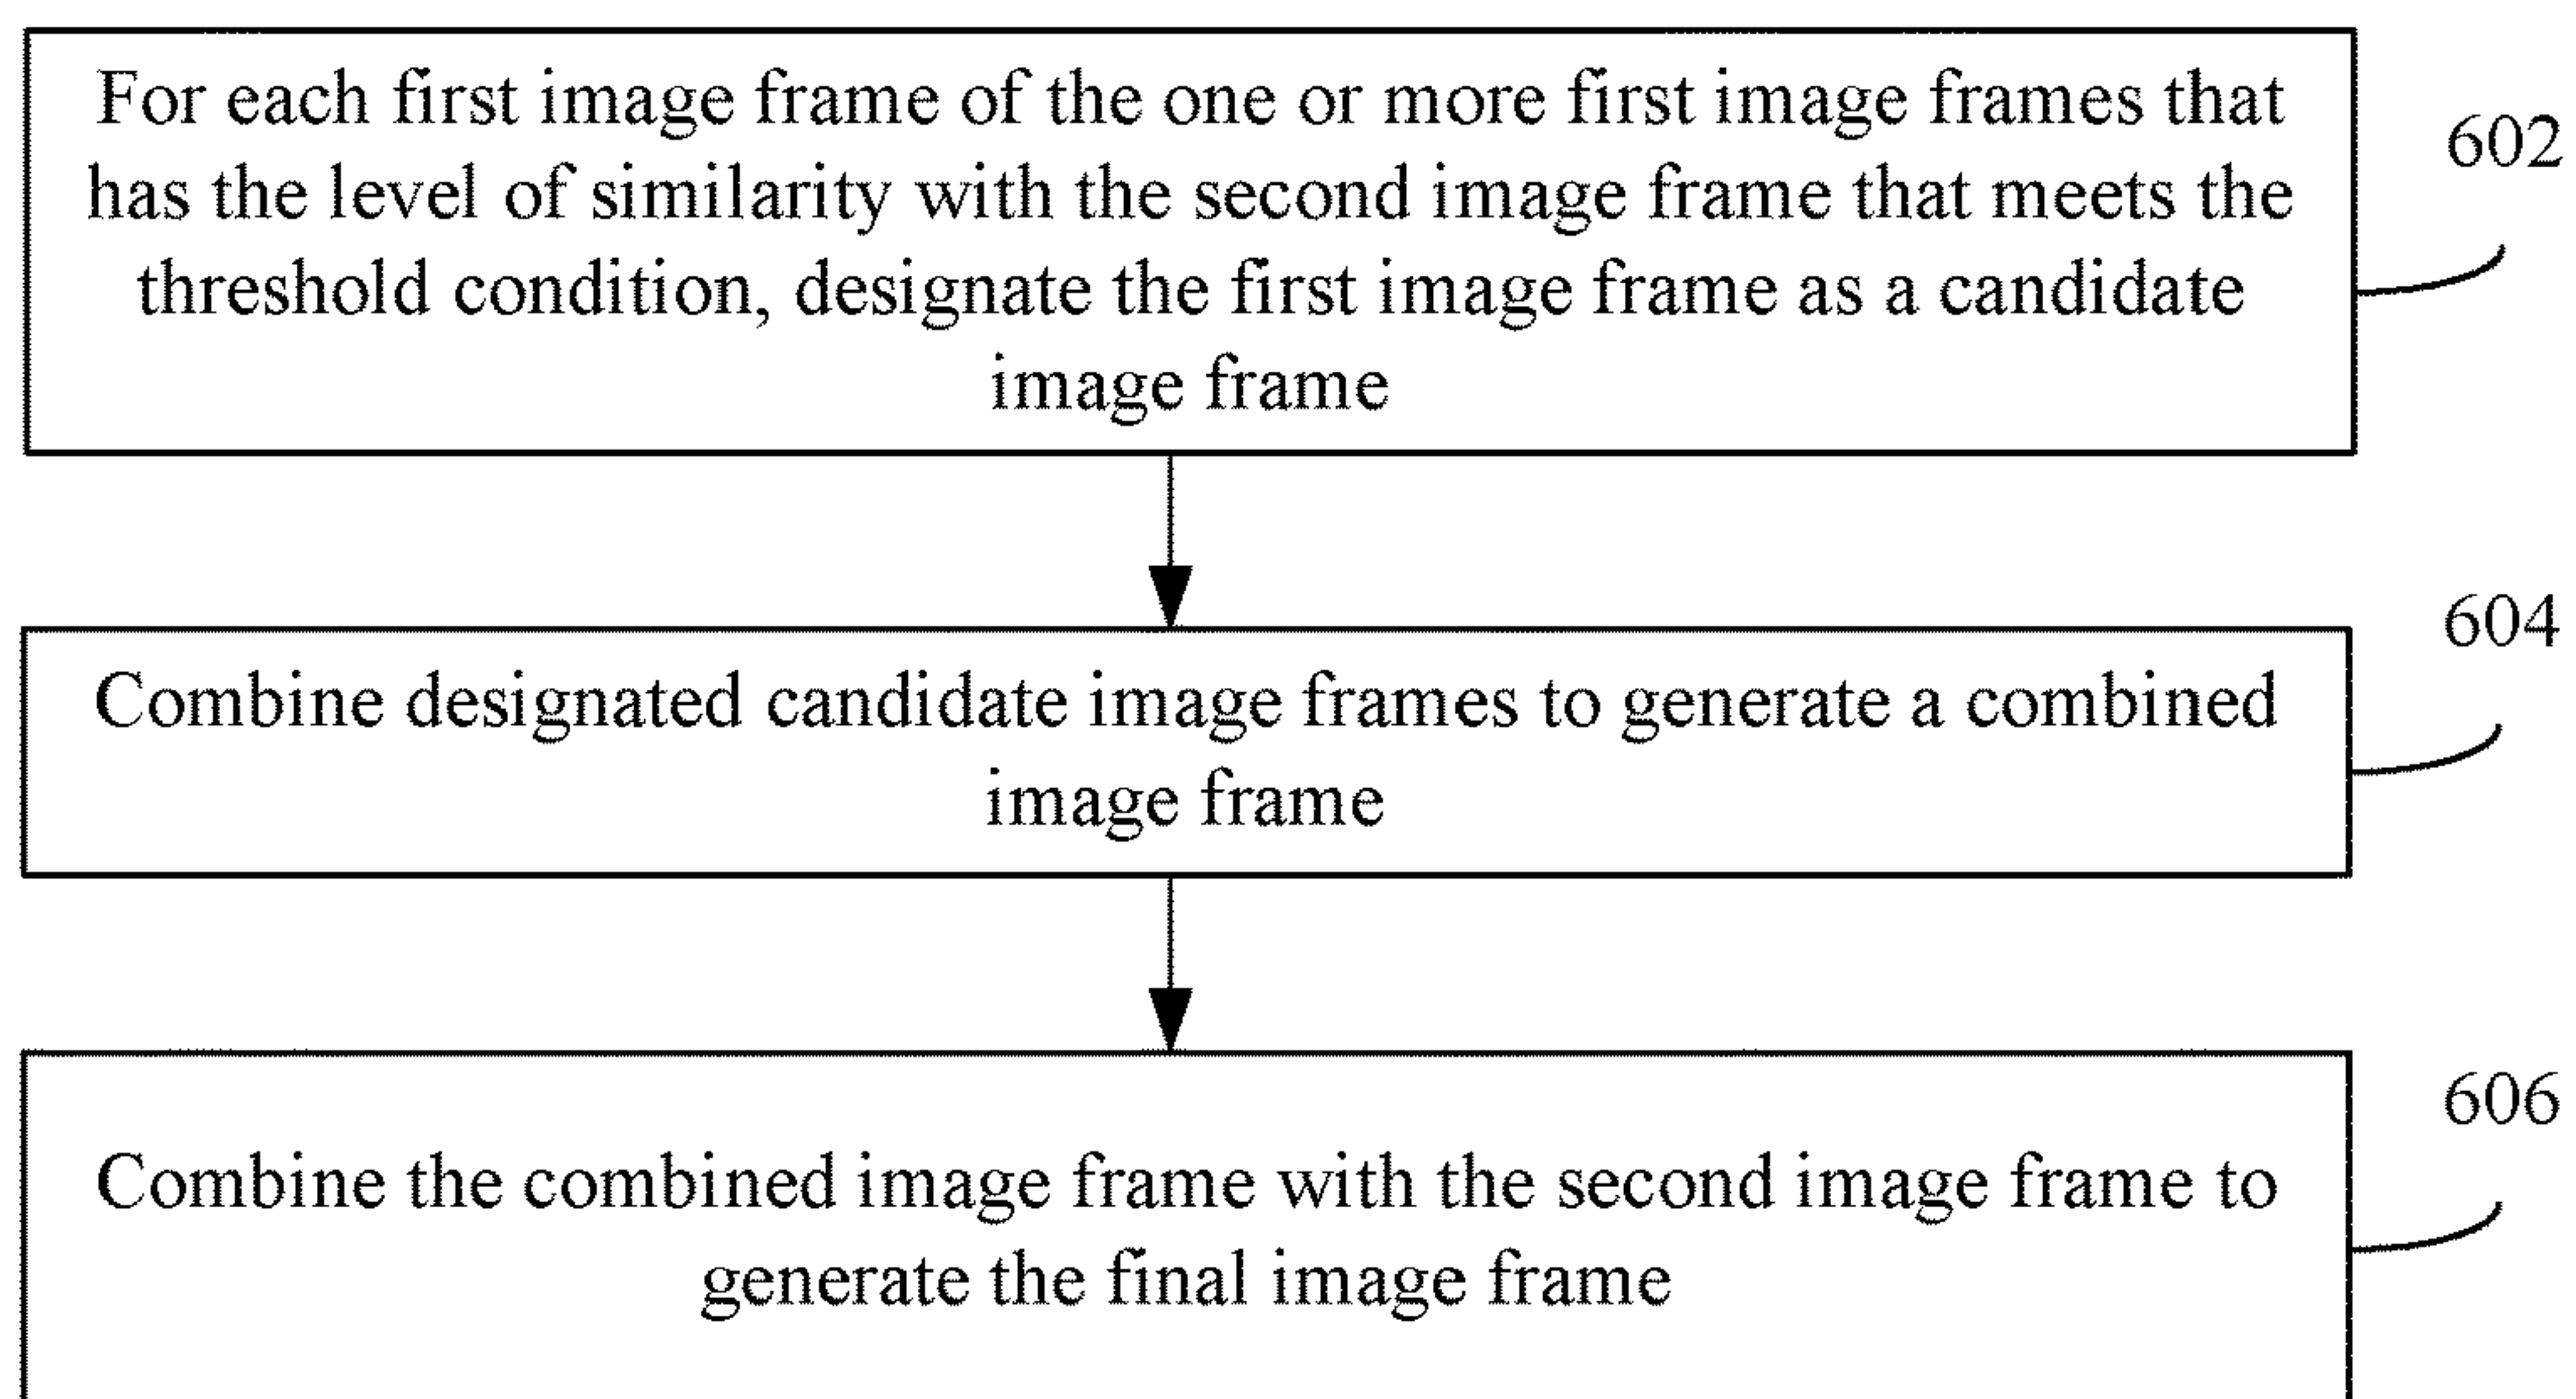 For each first image frame of the one or more first image frames that
has the level of similarity with the second image frame that meets the
threshold condition, designate the first image frame as a candidate
image frame
602
Combine designated candidate image frames to generate a combined
image frame
604
Combine the combined image frame with the second image frame to
generate the final image frame
606